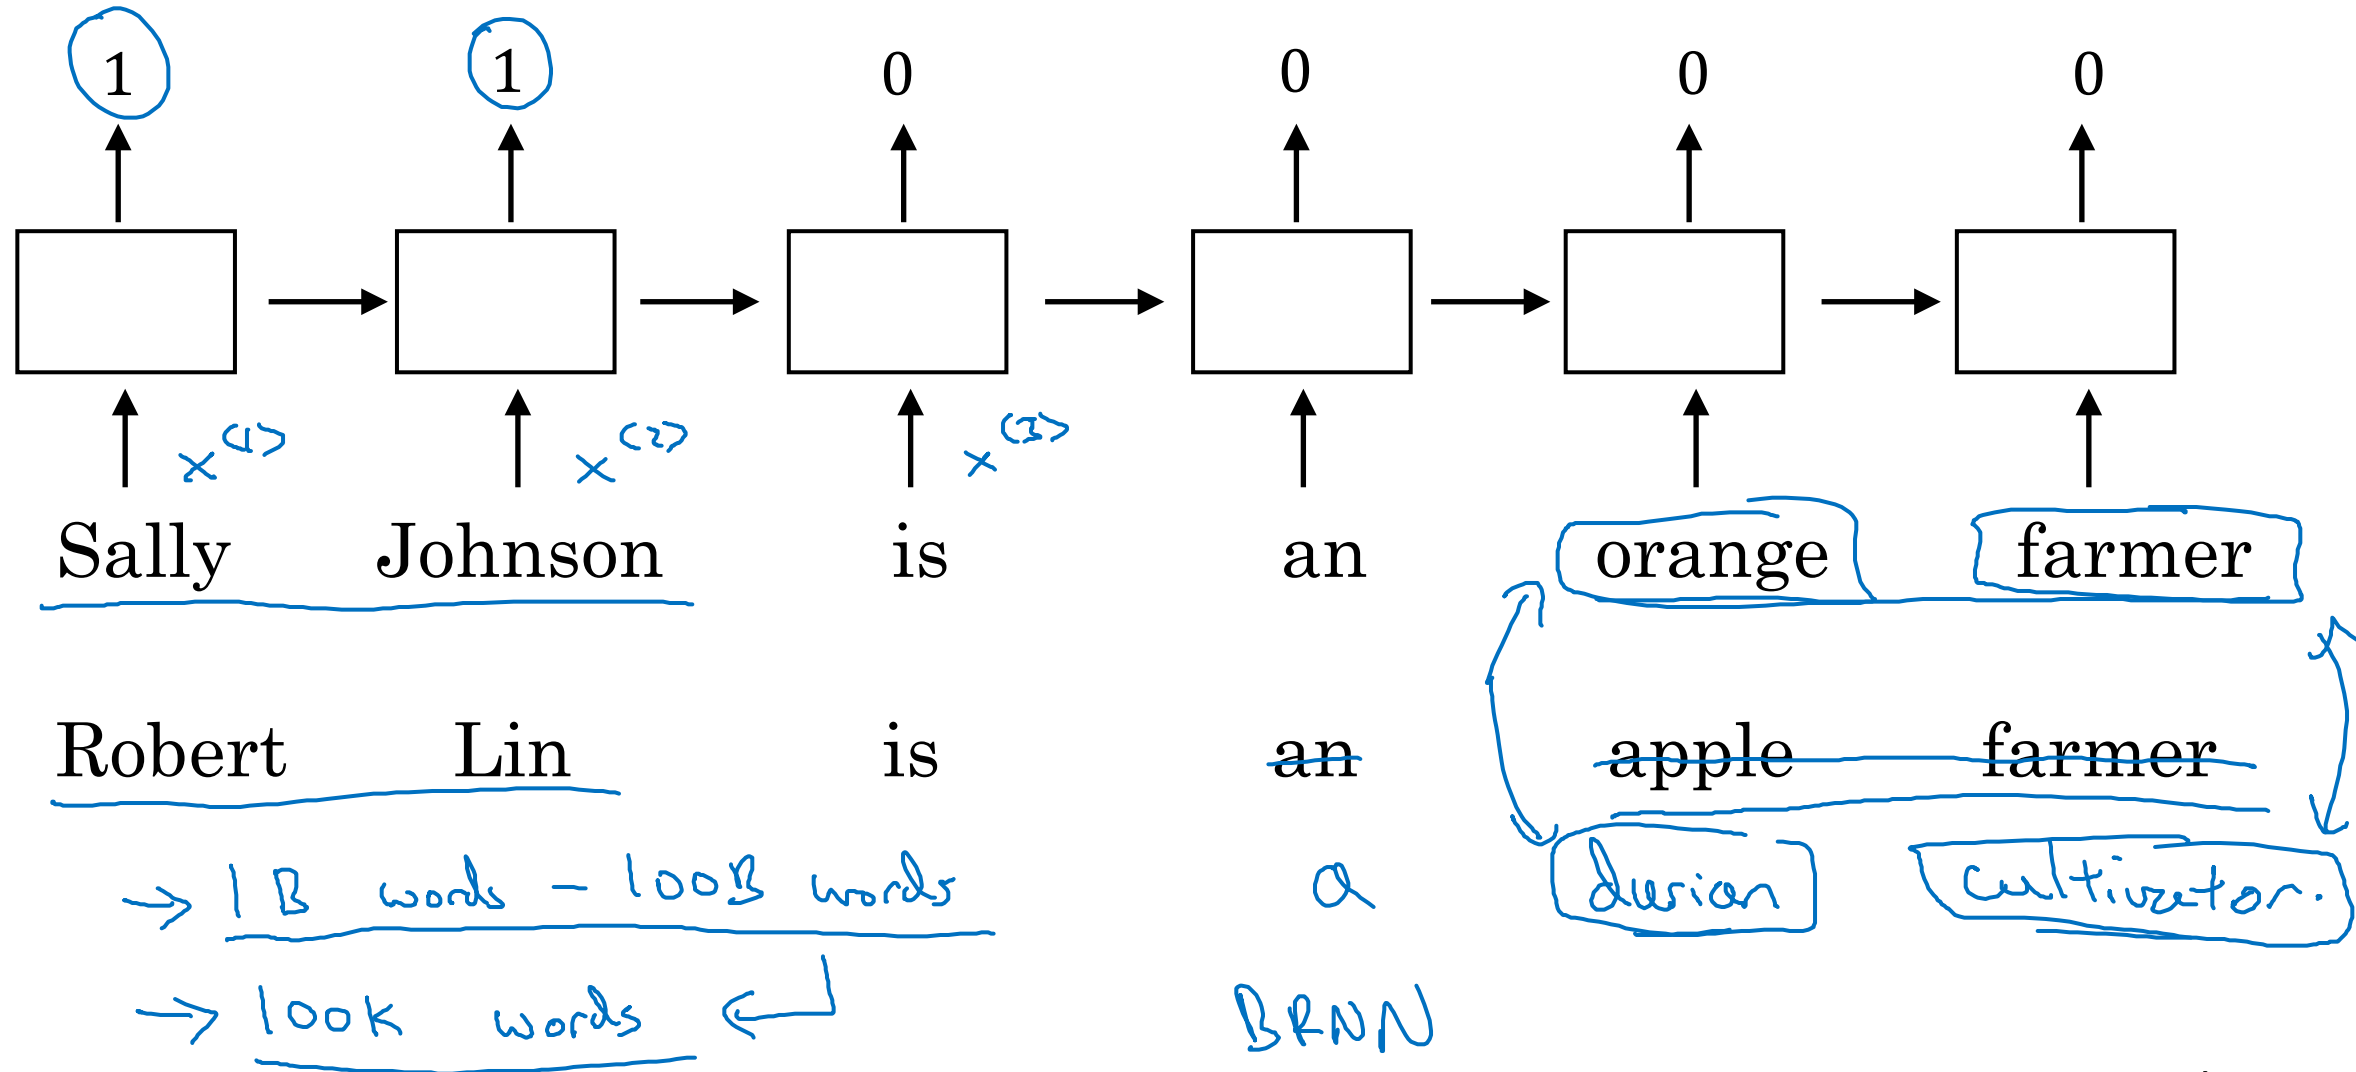 1 1 0 0 0 0
x<1> x<2> x<3>
Sally Johnson is an orange farmer
Robert Lin is an apple farmer
→ 1B words - 100B words a durian cultivator.
→ 100k words BRNN